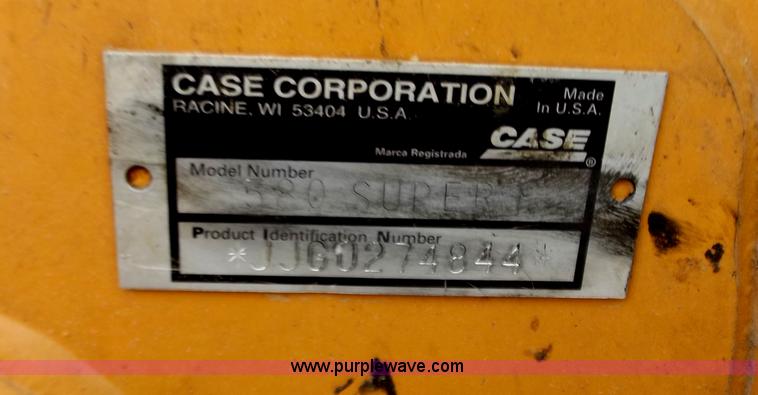 CASE CORPORATION
RACINE, WI 53404 U.S.A.
Made
In U.S.A.
Marca Registrada
CASE ®
Model Number
580 SUPER
Product Identification Number
*JJG0274844*
www.purplewave.com